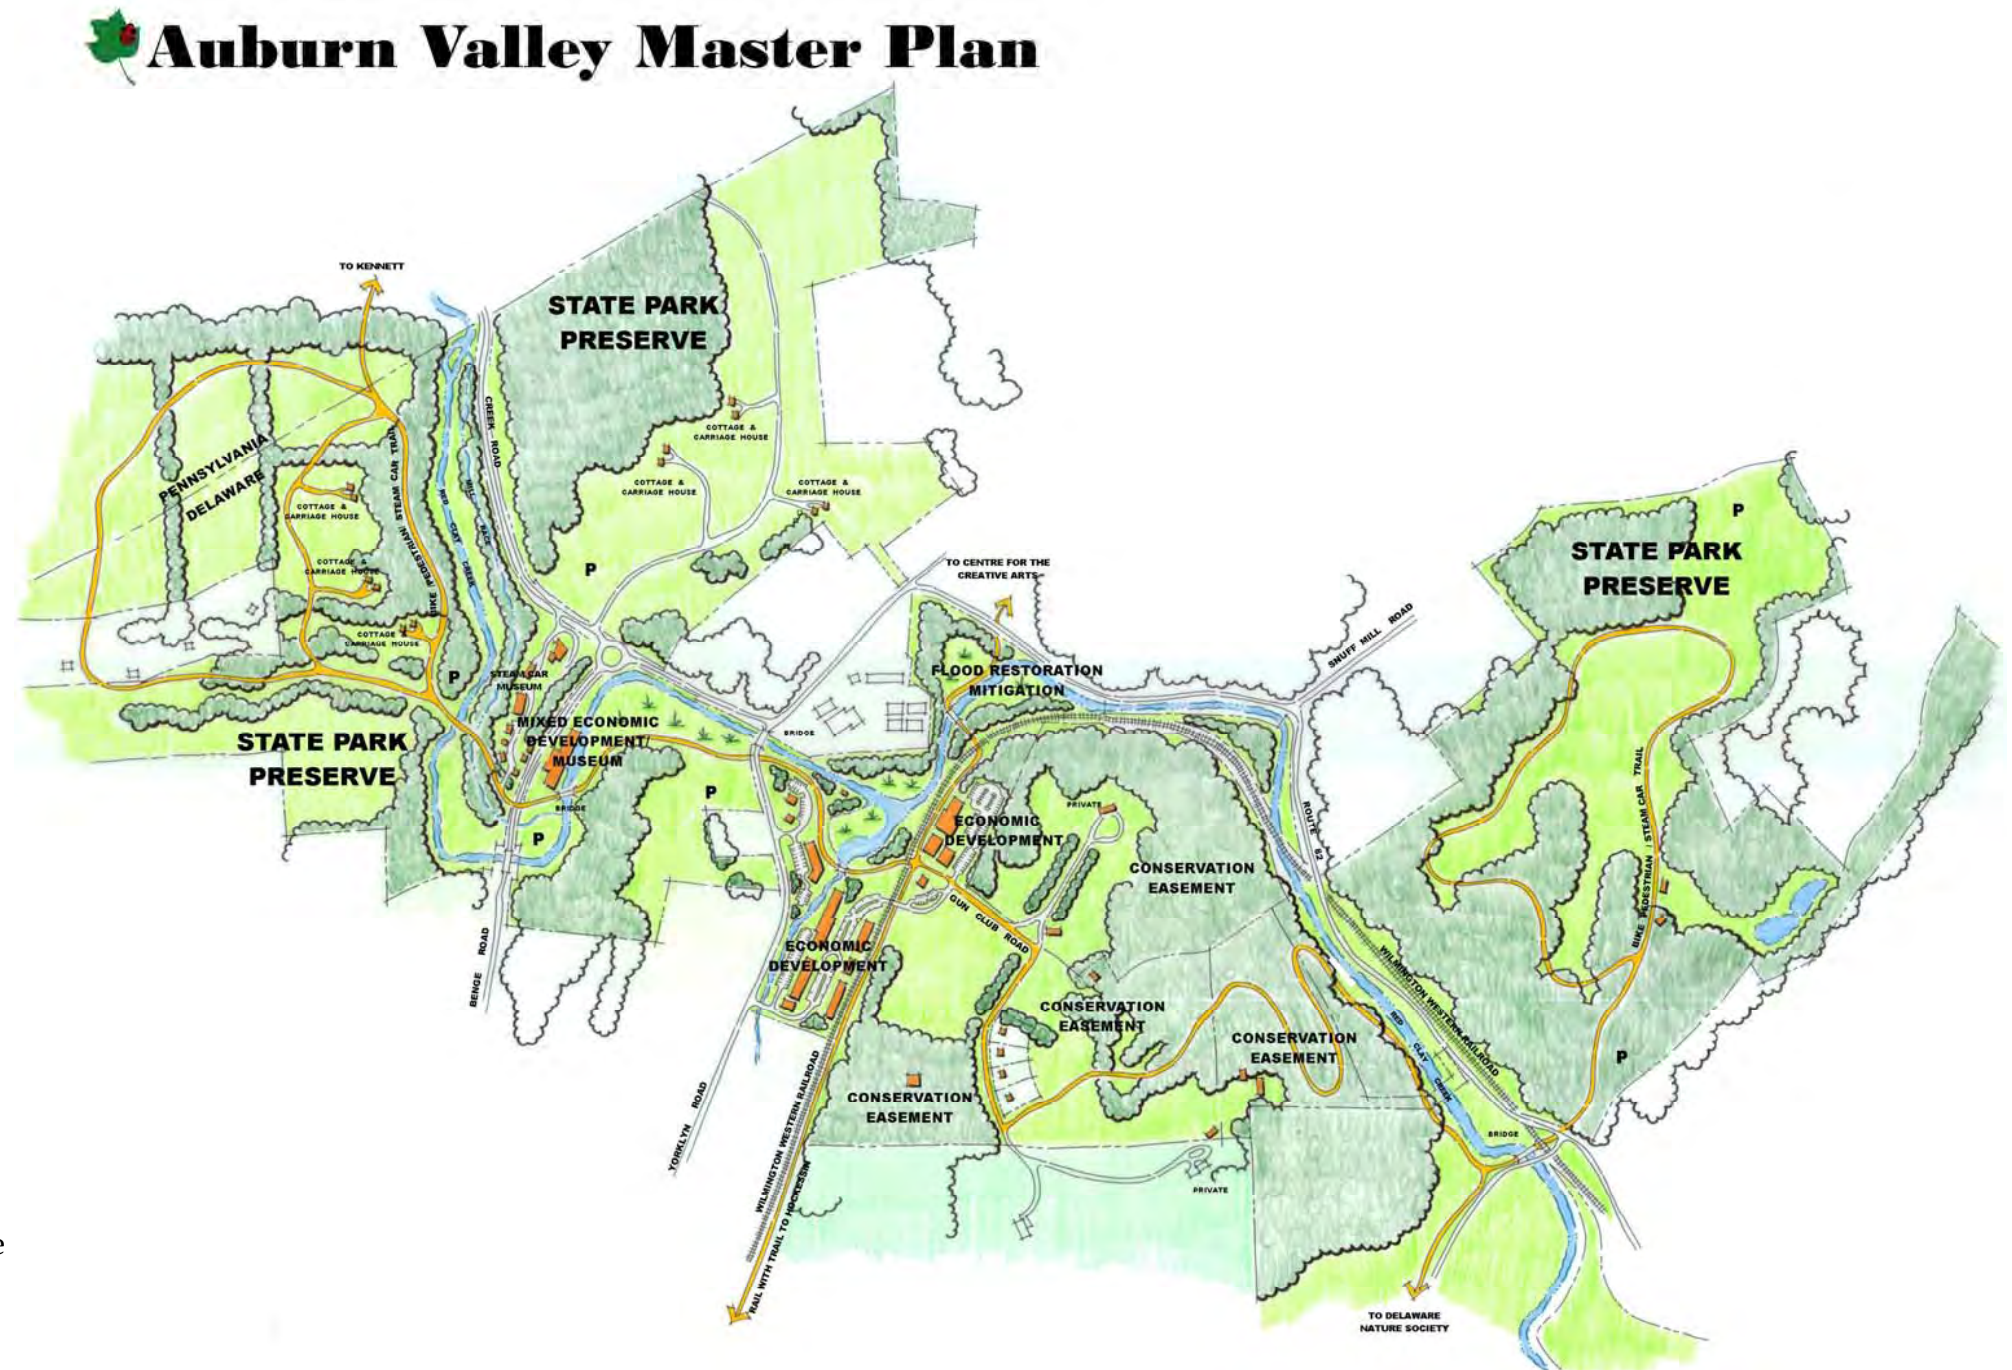 Auburn Valley Master Plan
TO KENNETT
STATE PARK
PRESERVE
CREEK ROAD
PENNSYLVANIA
DELAWARE
BIKE /PEDESTRIAN/ STEAM CAR TRAIL
RED CLAY CREEK
MILL RACE
COTTAGE &
CARRIAGE HOUSE
COTTAGE &
CARRIAGE HOUSE
COTTAGE &
CARRIAGE HOUSE
COTTAGE &
CARRIAGE HOUSE
COTTAGE &
CARRIAGE HOUSE
COTTAGE &
CARRIAGE HOUSE
P
P
STEAM CAR
MUSEUM
MIXED ECONOMIC
DEVELOPMENT/
MUSEUM
STATE PARK
PRESERVE
BRIDGE
P
BENGE ROAD
P
BRIDGE
TO CENTRE FOR THE
CREATIVE ARTS
FLOOD RESTORATION
MITIGATION
SNUFF MILL ROAD
ROUTE 82
PRIVATE
ECONOMIC
DEVELOPMENT
CONSERVATION
EASEMENT
GUN CLUB ROAD
ECONOMIC
DEVELOPMENT
CONSERVATION
EASEMENT
CONSERVATION
EASEMENT
CONSERVATION
EASEMENT
YORKLYN ROAD
WILMINGTON WESTERN RAILROAD
RAIL WITH TRAIL TO HOCKESSIN
PRIVATE
STATE PARK
PRESERVE
P
BIKE PEDESTRIAN / STEAM CAR TRAIL
WILMINGTON WESTERN RAILROAD
RED CLAY CREEK
P
BRIDGE
TO DELAWARE
NATURE SOCIETY
e